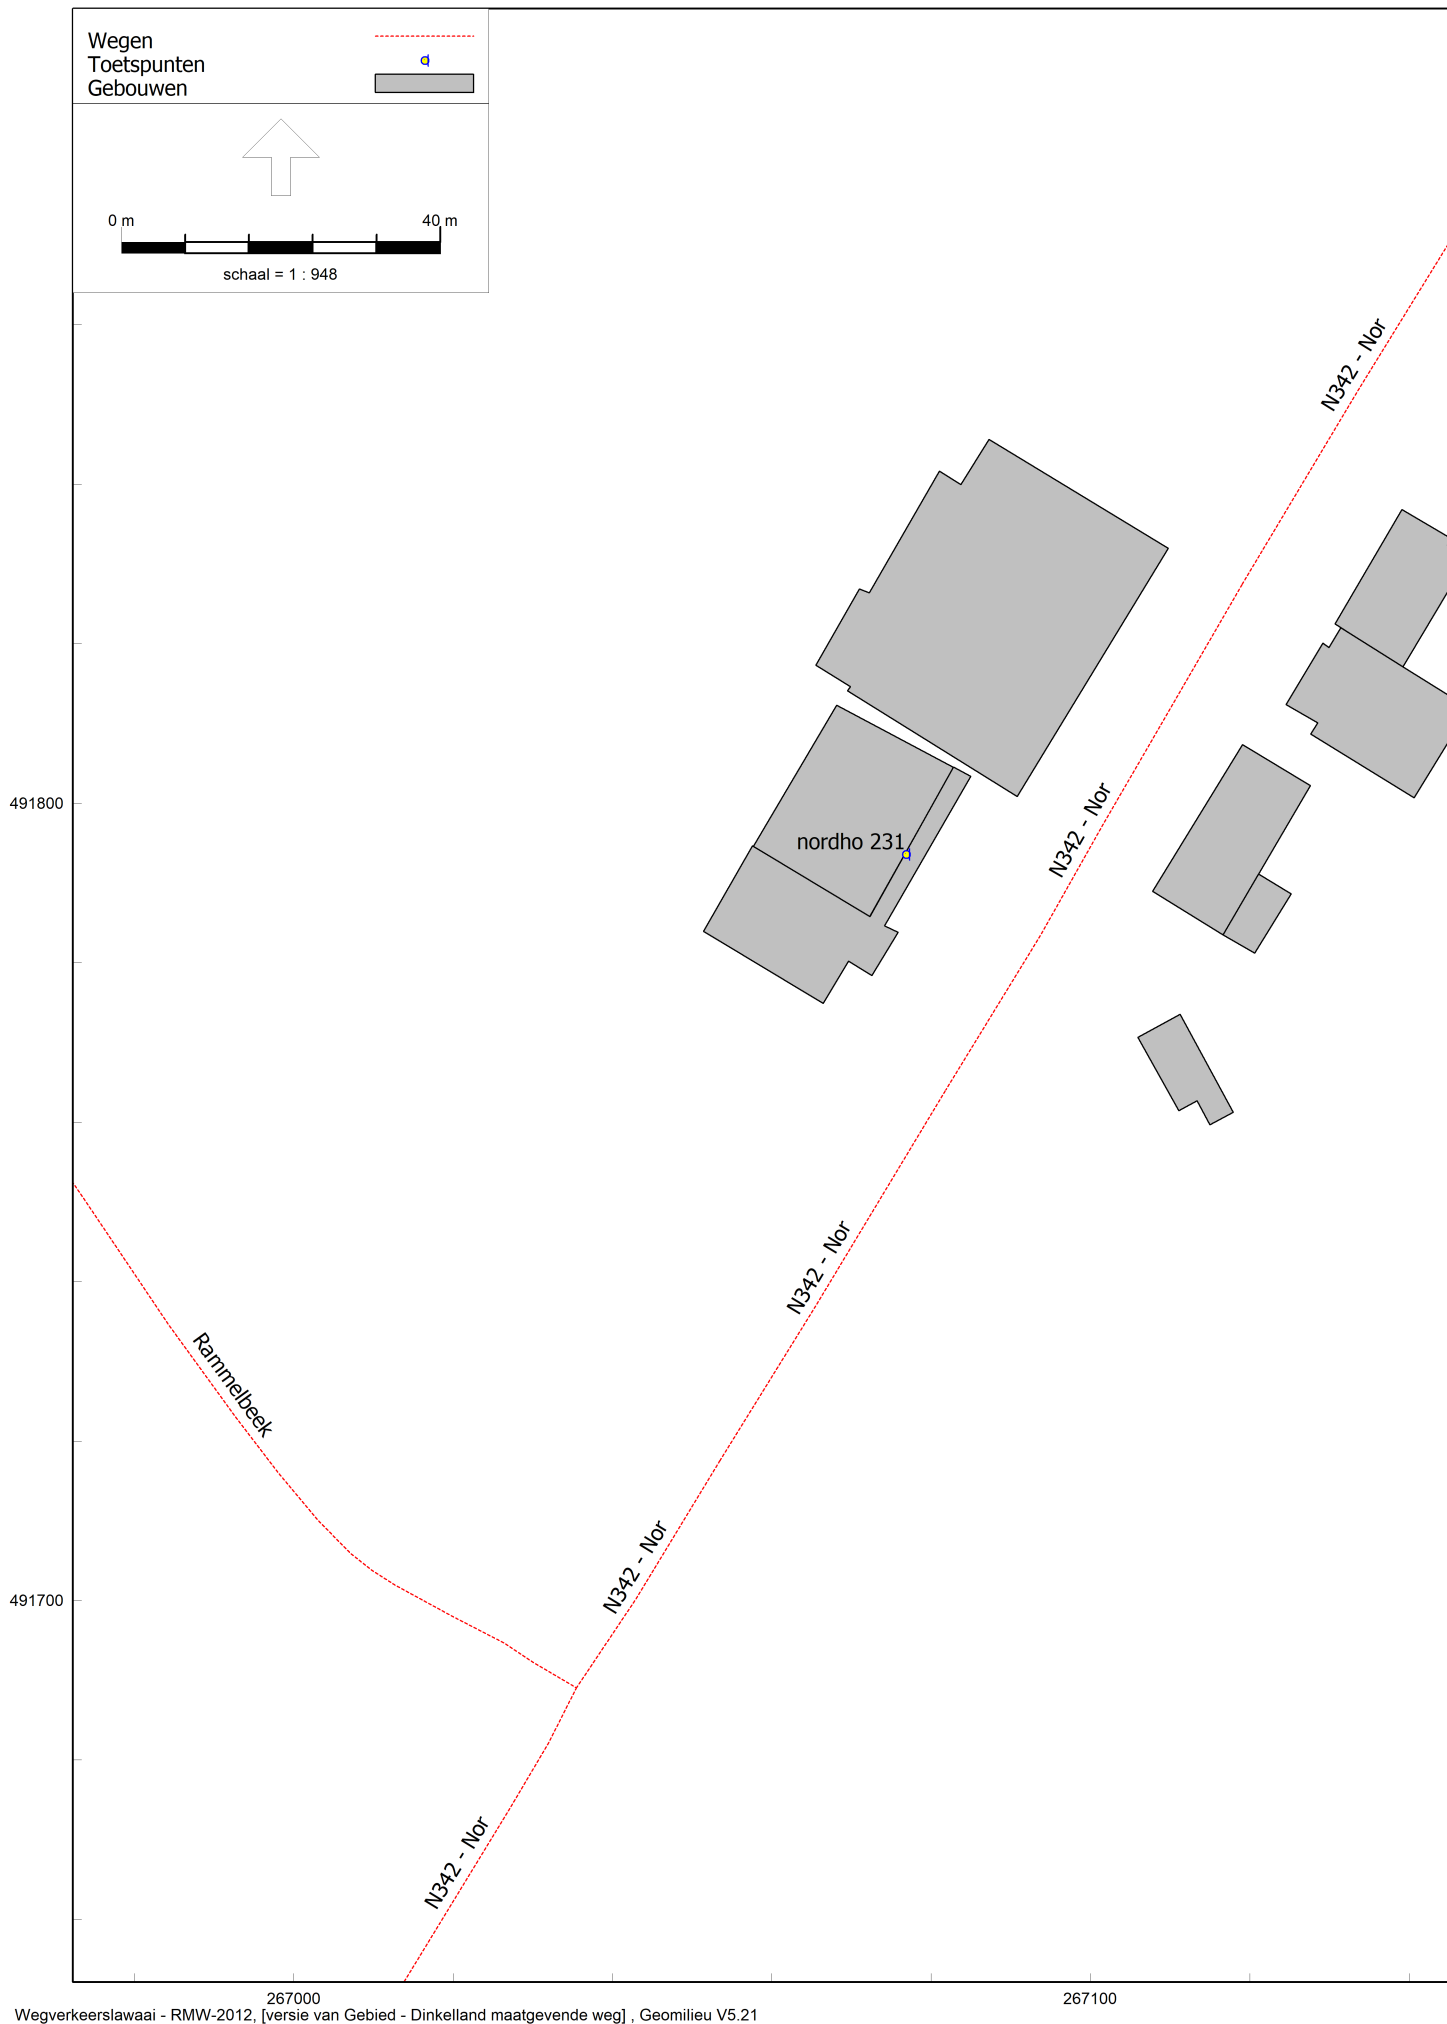 Wegen
Toetspunten
Gebouwen
0 m 40 m
schaal = 1 : 948
N342 - Nor
491800
nordho 231
N342 - Nor
N342 - Nor
Rammelbeek
N342 - Nor
491700
N342 - Nor
267000 267100
Wegverkeerslawaai - RMW-2012, [versie van Gebied - Dinkelland maatgevende weg] , Geomilieu V5.21